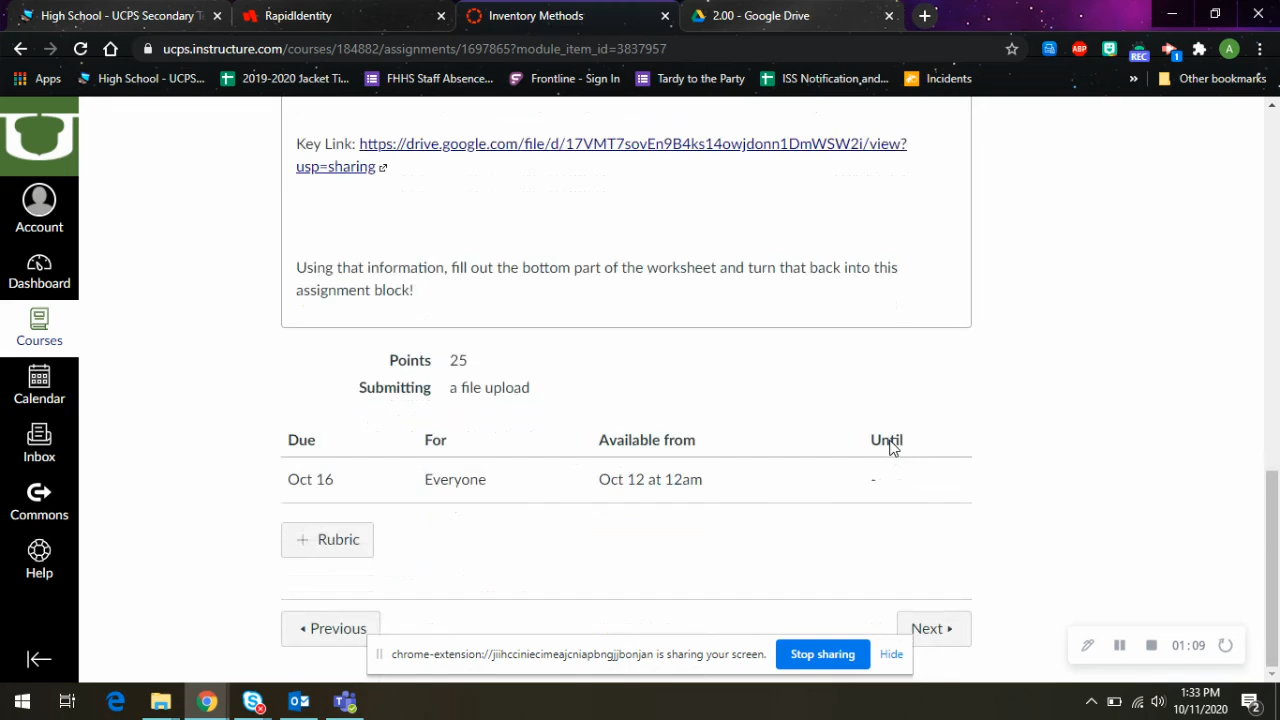 High School - UCPS Secondary T
RapidIdentity
Inventory Methods
2.00 - Google Drive
ucps.instructure.com/courses/184882/assignments/1697865?module_item_id=3837957
ABP
REC
1
A
Apps
High School - UCPS...
2019-2020 Jacket Ti...
FHHS Staff Absence...
Frontline - Sign In
Tardy to the Party
ISS Notification and...
Incidents
»
Other bookmarks
Key Link: https://drive.google.com/file/d/17VMT7sovEn9B4ks14owjdonn1DmWSW2i/view?
usp=sharing
Using that information, fill out the bottom part of the worksheet and turn that back into this
assignment block!
Account
Dashboard
Courses
Calendar
Inbox
Commons
Help
Points 25
Submitting a file upload
Due For Available from Until
Oct 16 Everyone Oct 12 at 12am -
+ Rubric
Previous
Next
chrome-extension://jiihcciniecimeajcniapbngjjbonjan is sharing your screen.
Stop sharing
Hide
01:09
1:33 PM
10/11/2020
2